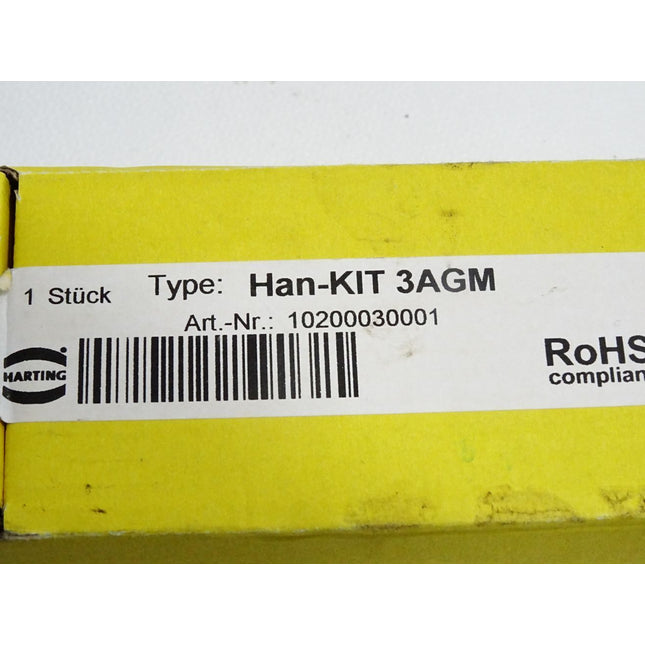 1 Stück Type: Han-KIT 3AGM
Art.-Nr.: 10200030001
HARTING
RoHS
complian